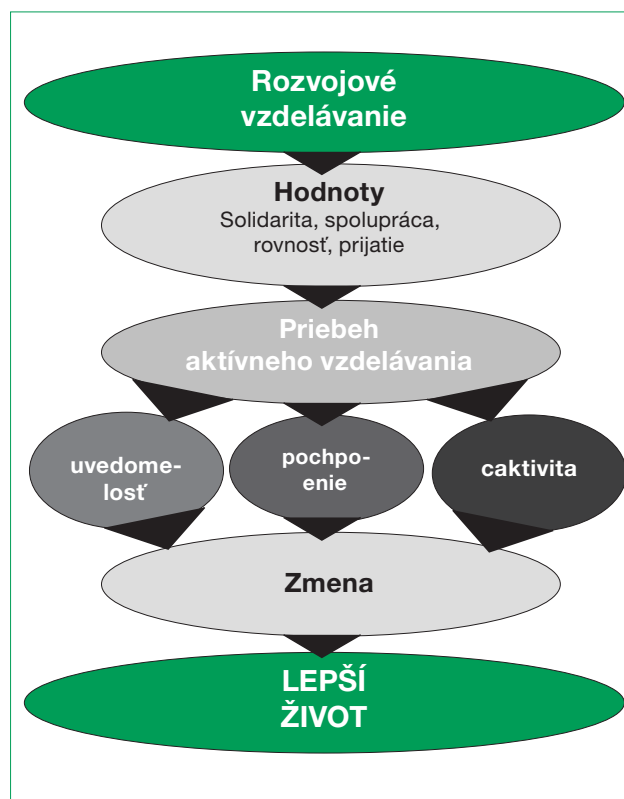 Rozvojové
vzdelávanie
Hodnoty
Solidarita, spolupráca,
rovnosť, prijatie
Priebeh
aktívneho vzdelávania
uvedome-
losť
pochpo-
enie
caktivita
Zmena
LEPŠÍ
ŽIVOT